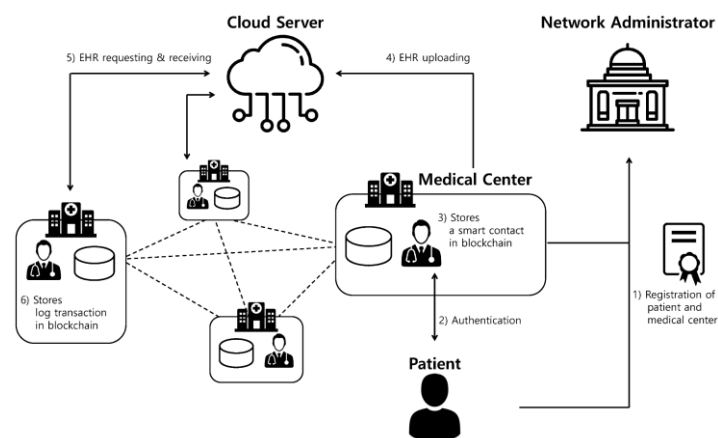 Cloud Server
Network Administrator
5) EHR requesting & receiving
4) EHR uploading
Medical Center
3) Stores
a smart contact
in blockchain
6) Stores
log transaction
in blockchain
2) Authentication
1) Registration of
patient and
medical center
Patient